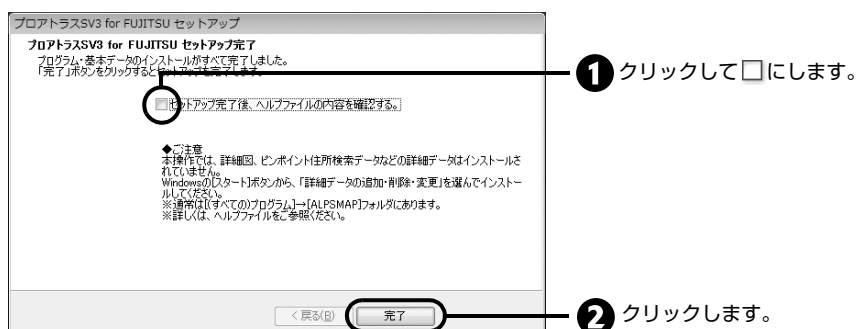 プロアトラスSV3 for FUJITSU セットアップ
プロアトラスSV3 for FUJITSU セットアップ完了
プログラム・基本データのインストールがすべて完了しました。
「完了」ボタンをクリックするとセットアップを完了します。
1 クリックして□にします。
セットアップ完了後、ヘルプファイルの内容を確認する。
◆ご注意
本操作では、詳細図、ピンポイント住所検索データなどの詳細データはインストールさ
れていません。
Windowsの[スタート]ボタンから、「詳細データの追加・削除・変更」を選んでインストー
ルしてください。
※通常は[(すべての)プログラム]→[ALPSMAP]フォルダにあります。
※詳しくは、ヘルプファイルをご参照ください。
< 戻る(B)
完了
2 クリックします。